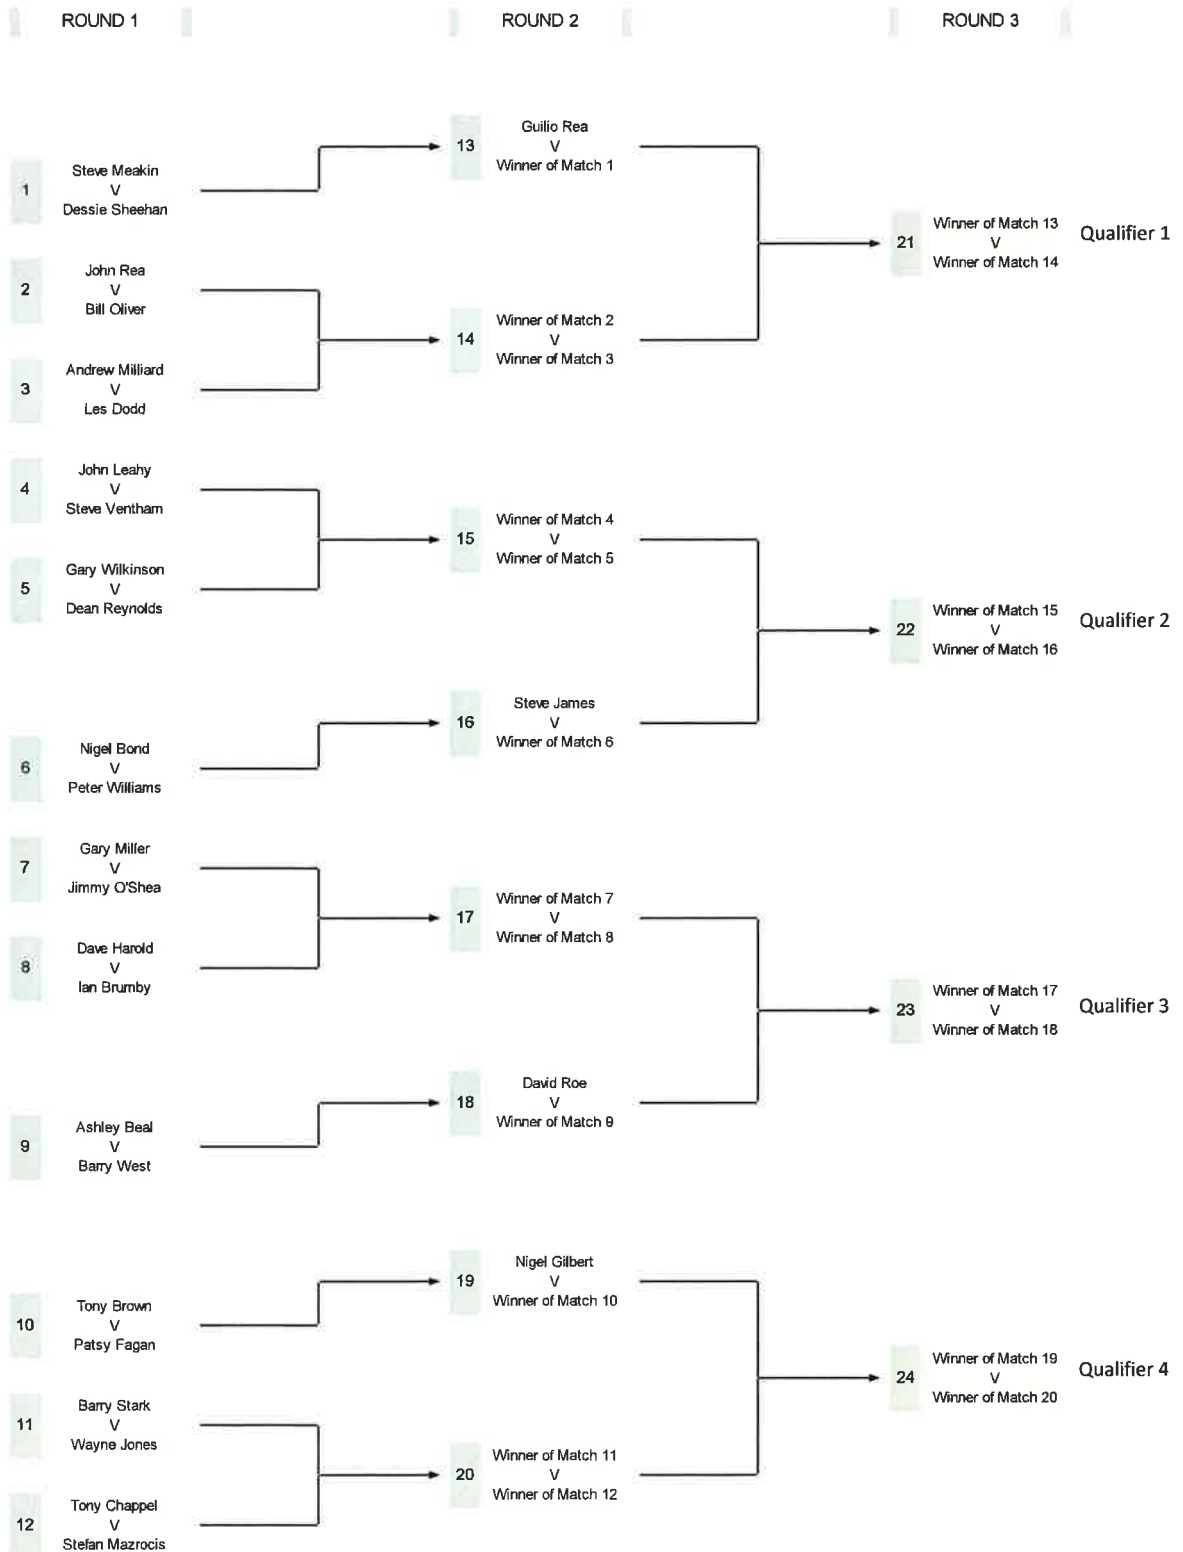 ROUND 1
ROUND 2
ROUND 3
1
Steve Meakin
V
Dessie Sheehan
2
John Rea
V
Bill Oliver
3
Andrew Milliard
V
Les Dodd
4
John Leahy
V
Steve Ventham
5
Gary Wilkinson
V
Dean Reynolds
6
Nigel Bond
V
Peter Williams
7
Gary Miller
V
Jimmy O'Shea
8
Dave Harold
V
Ian Brumby
9
Ashley Beal
V
Barry West
10
Tony Brown
V
Patsy Fagan
11
Barry Stark
V
Wayne Jones
12
Tony Chappel
V
Stefan Mazrocis
13
Guilio Rea
V
Winner of Match 1
14
Winner of Match 2
V
Winner of Match 3
15
Winner of Match 4
V
Winner of Match 5
16
Steve James
V
Winner of Match 6
17
Winner of Match 7
V
Winner of Match 8
18
David Roe
V
Winner of Match 9
19
Nigel Gilbert
V
Winner of Match 10
20
Winner of Match 11
V
Winner of Match 12
21
Winner of Match 13
V
Winner of Match 14
Qualifier 1
22
Winner of Match 15
V
Winner of Match 16
Qualifier 2
23
Winner of Match 17
V
Winner of Match 18
Qualifier 3
24
Winner of Match 19
V
Winner of Match 20
Qualifier 4